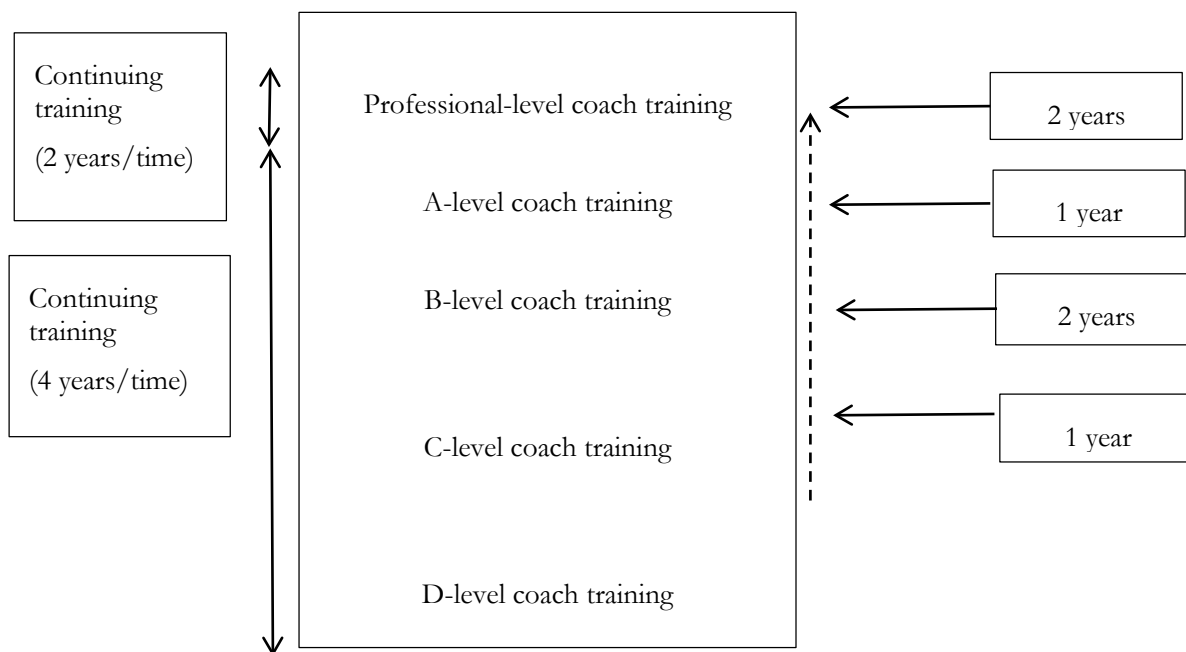 Continuing
training
(2 years/time)
Continuing
training
(4 years/time)
Professional-level coach training
A-level coach training
B-level coach training
C-level coach training
D-level coach training
2 years
1 year
2 years
1 year